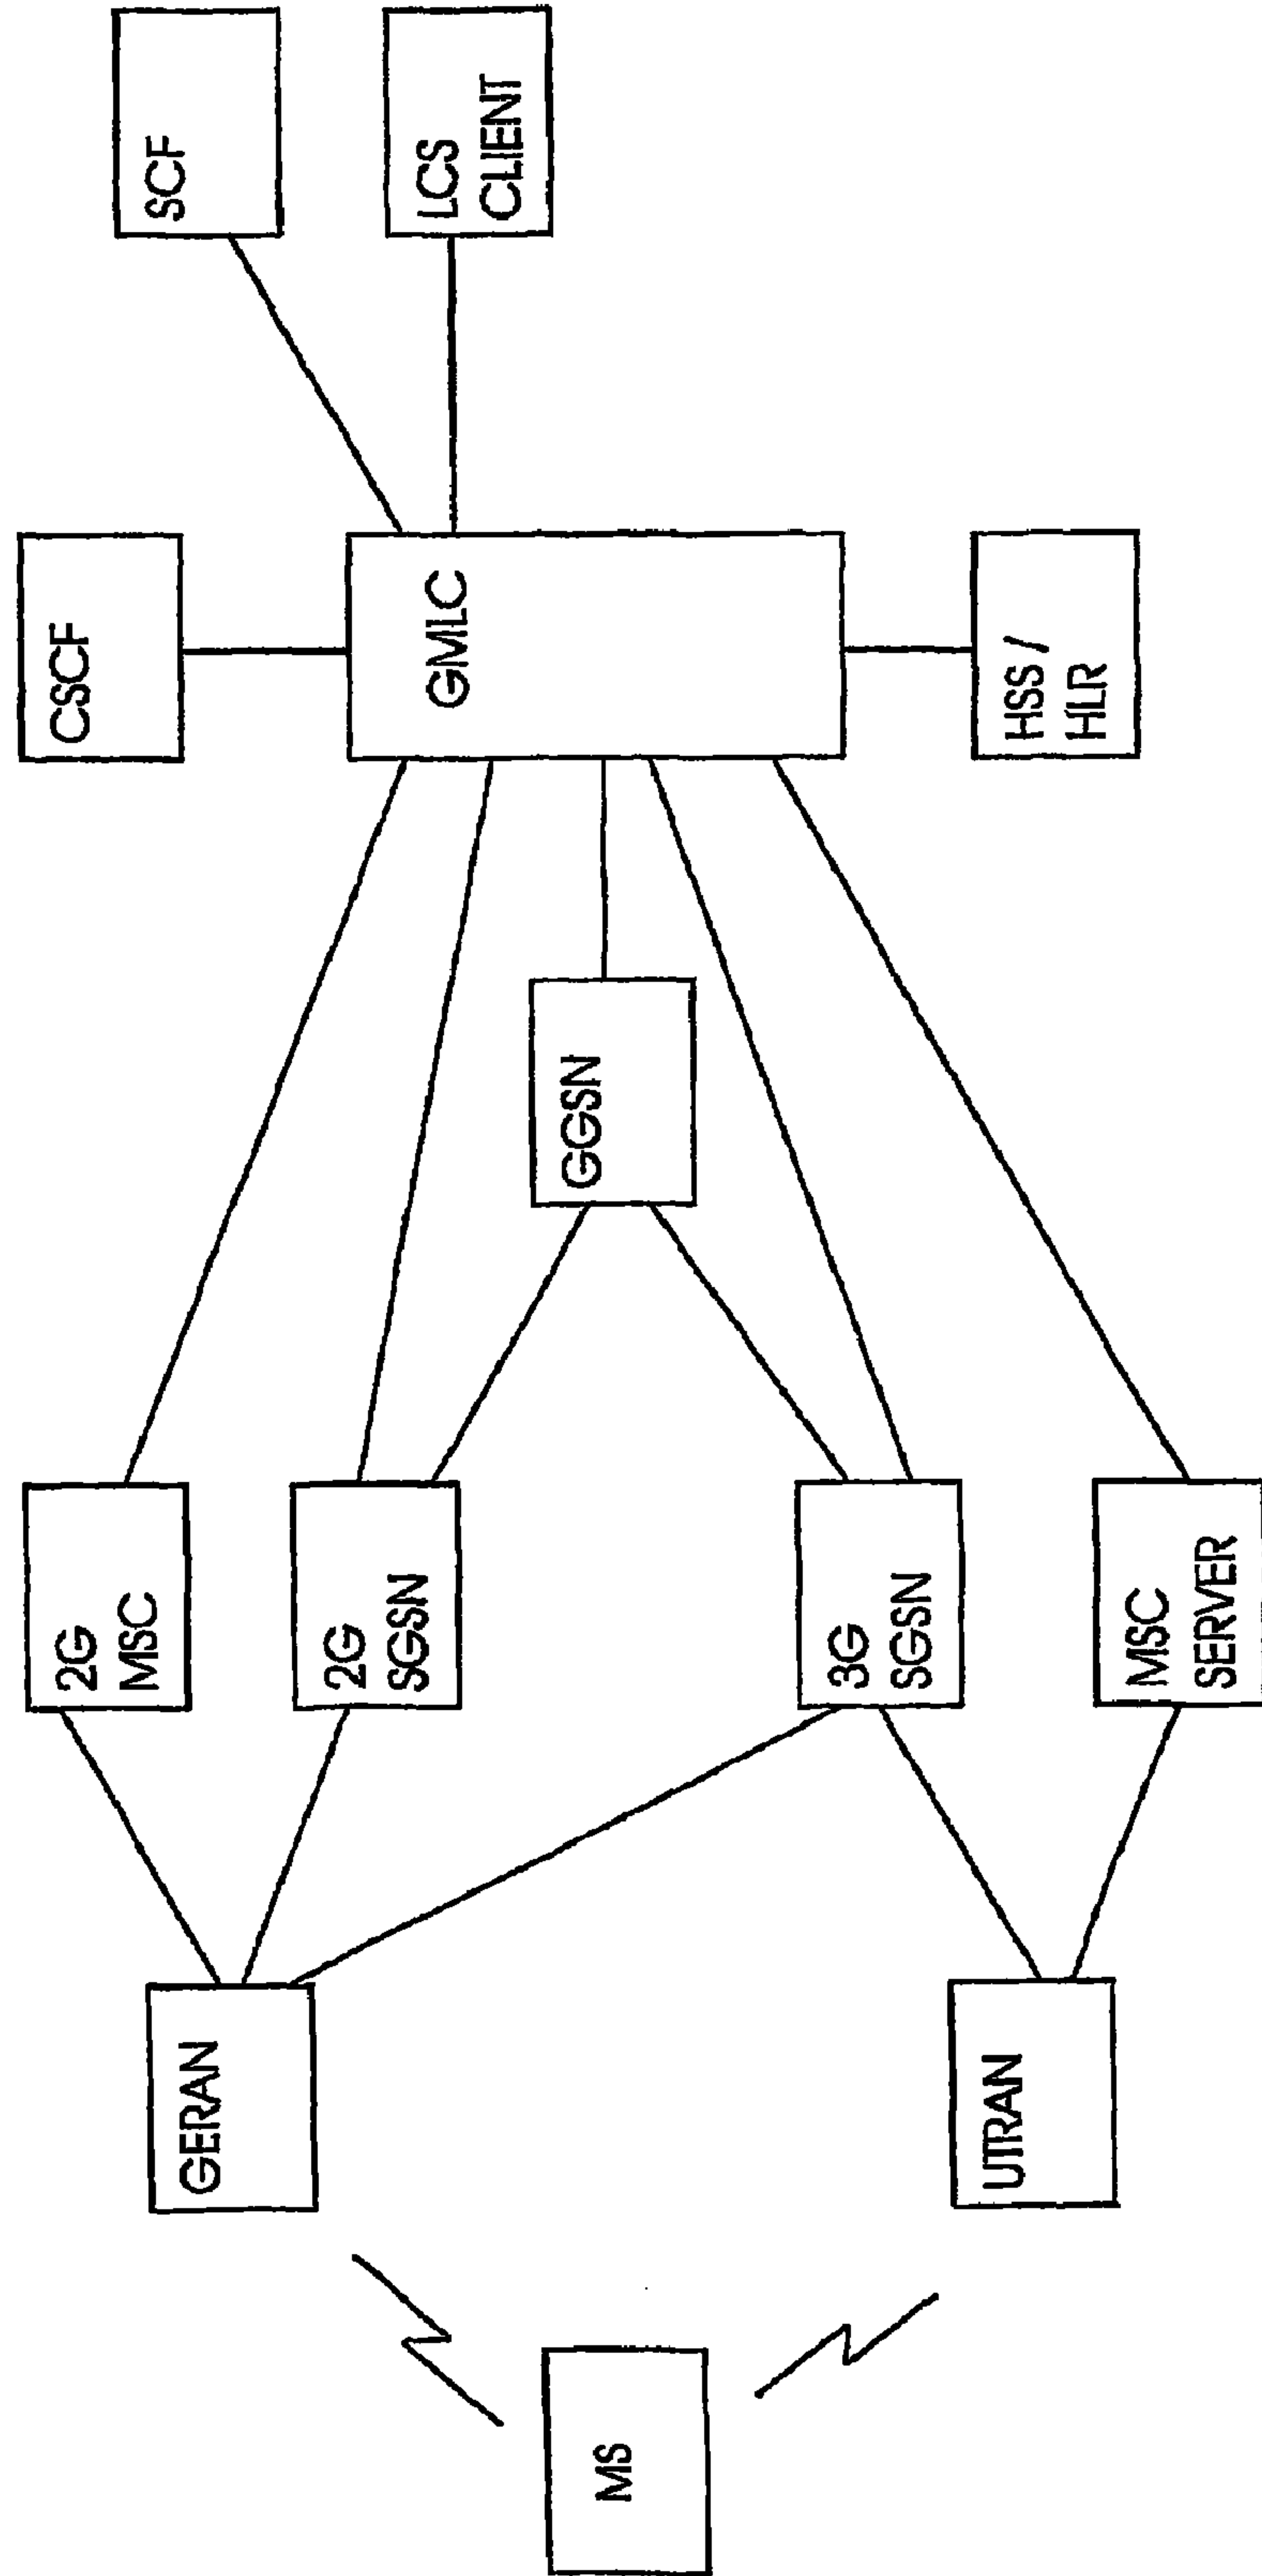 MS
GERAN
UTRAN
2G
MSC
2G
SGSN
3G
SGSN
MSC
SERVER
GGSN
CSCF
GMLC
HSS /
HLR
SCF
LCS
CLIENT